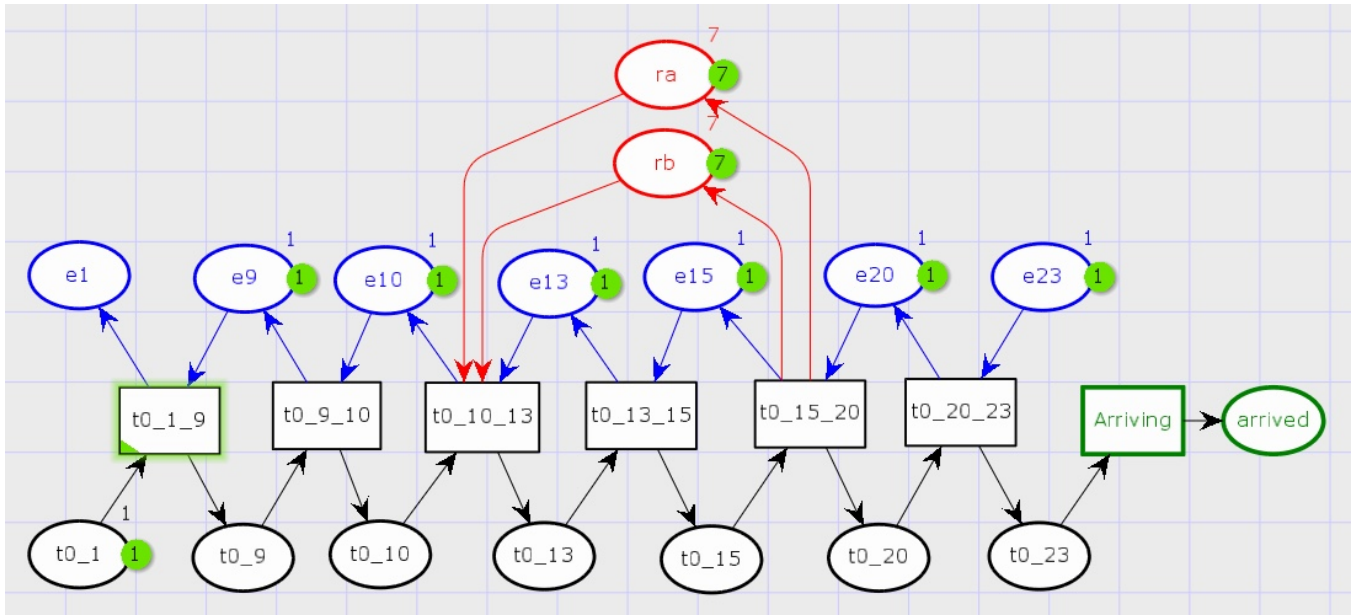 7
ra 7
7
rb 7
1 1 1 1 1 1
e1 e9 1 e10 1 e13 1 e15 1 e20 1 e23 1
t0_1_9 t0_9_10 t0_10_13 t0_13_15 t0_15_20 t0_20_23 Arriving arrived
1
t0_1 1 t0_9 t0_10 t0_13 t0_15 t0_20 t0_23